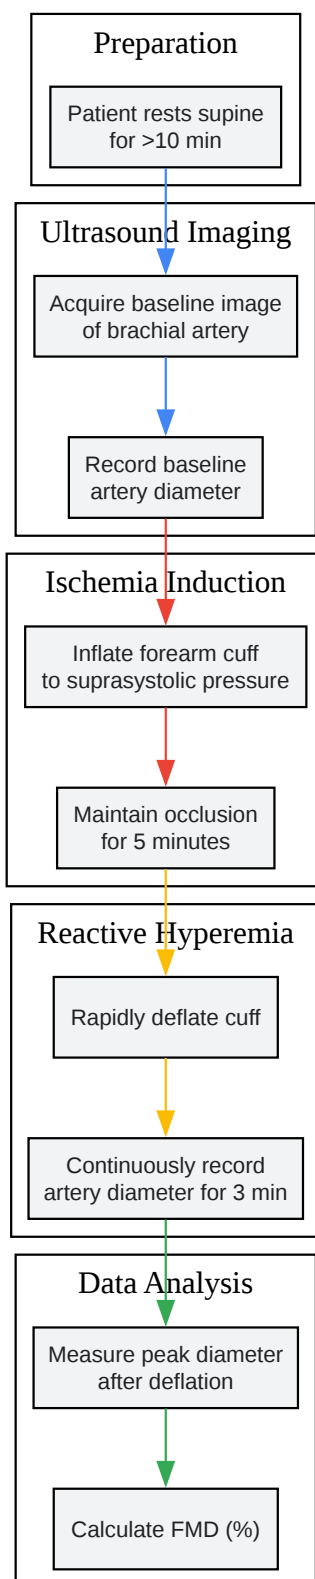 Preparation
Patient rests supine
for >10 min
Ultrasound Imaging
Acquire baseline image
of brachial artery
Record baseline
artery diameter
Ischemia Induction
Inflate forearm cuff
to suprasystolic pressure
Maintain occlusion
for 5 minutes
Reactive Hyperemia
Rapidly deflate cuff
Continuously record
artery diameter for 3 min
Data Analysis
Measure peak diameter
after deflation
Calculate FMD (%)